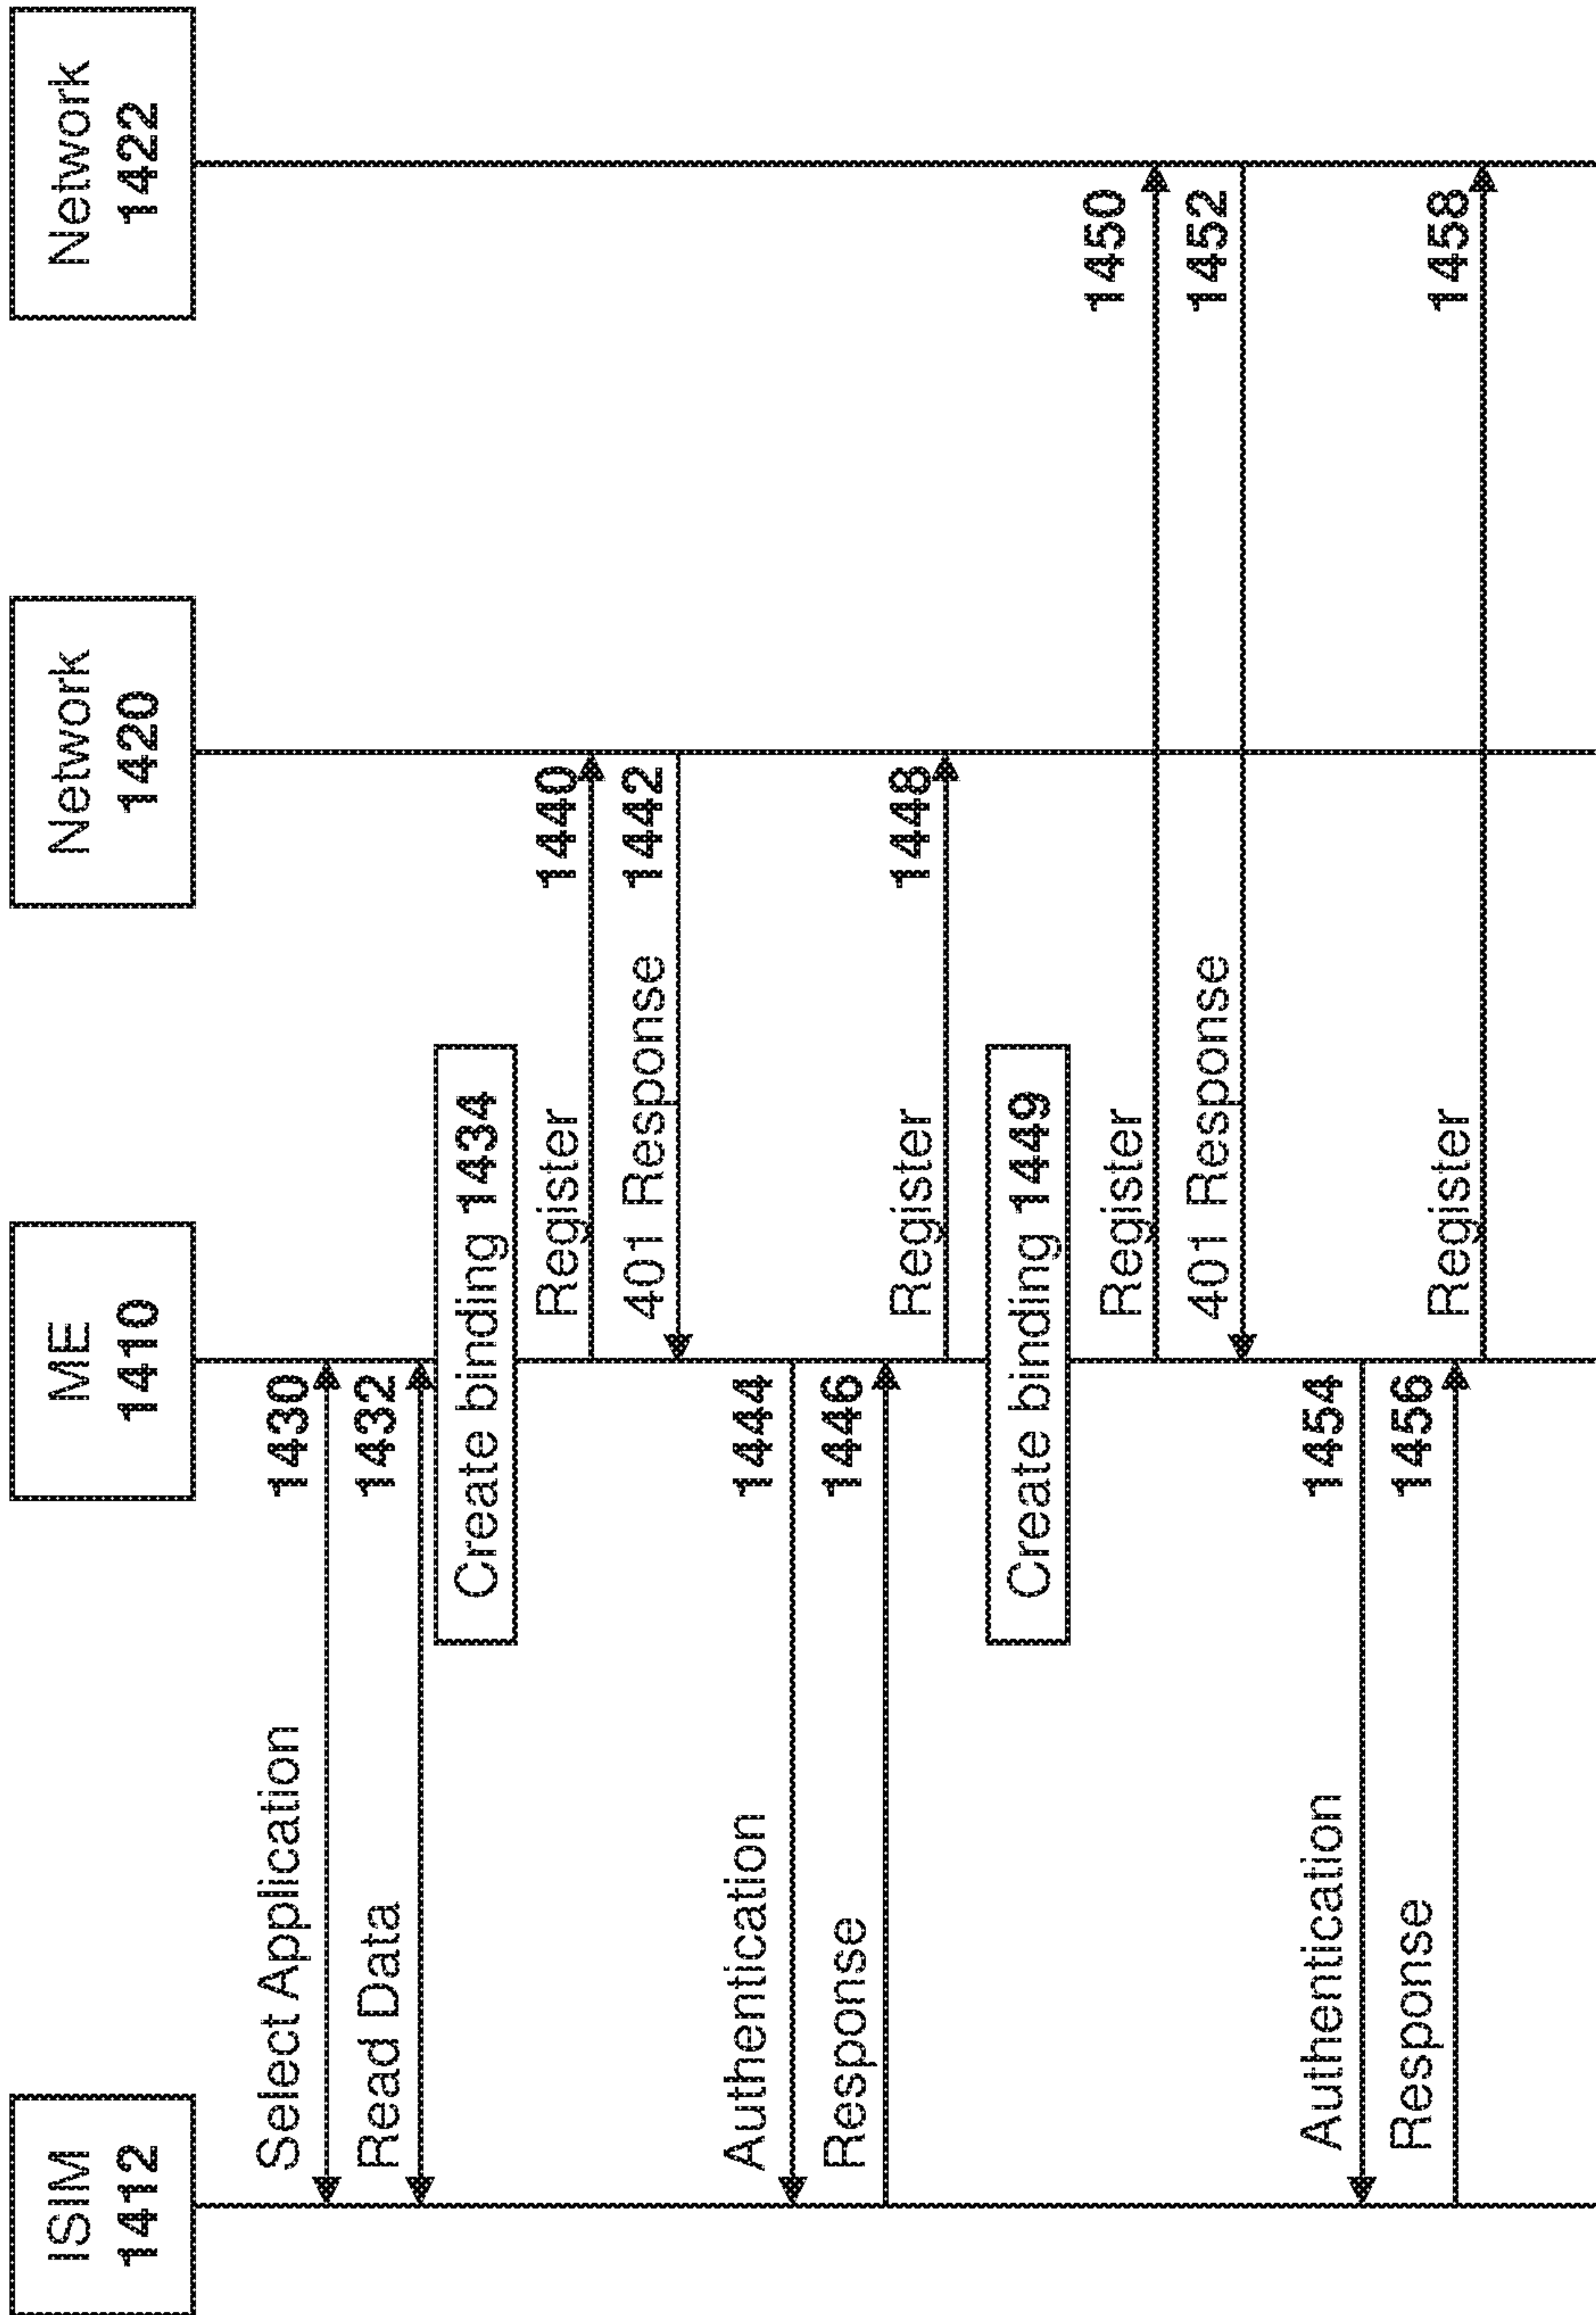 ISIM
1412
ME
1410
Network
1420
Network
1422
Select Application
1430
Read Data
1432
Create binding 1434
Register
1440
401 Response
1442
Authentication
1444
Response
1446
Register
1448
Create binding 1449
Register
1450
401 Response
1452
Authentication
1454
Response
1456
Register
1458